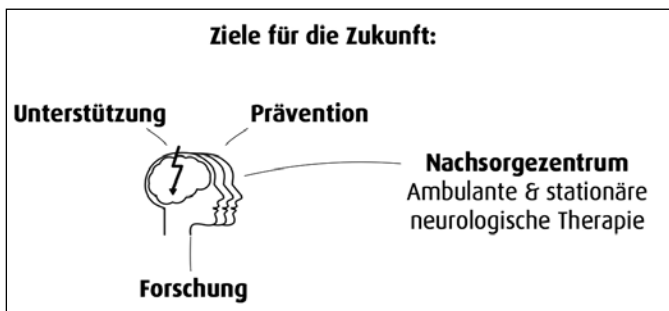 Ziele für die Zukunft:
Unterstützung
Prävention
Nachsorgezentrum
Ambulante & stationäre
neurologische Therapie
Forschung